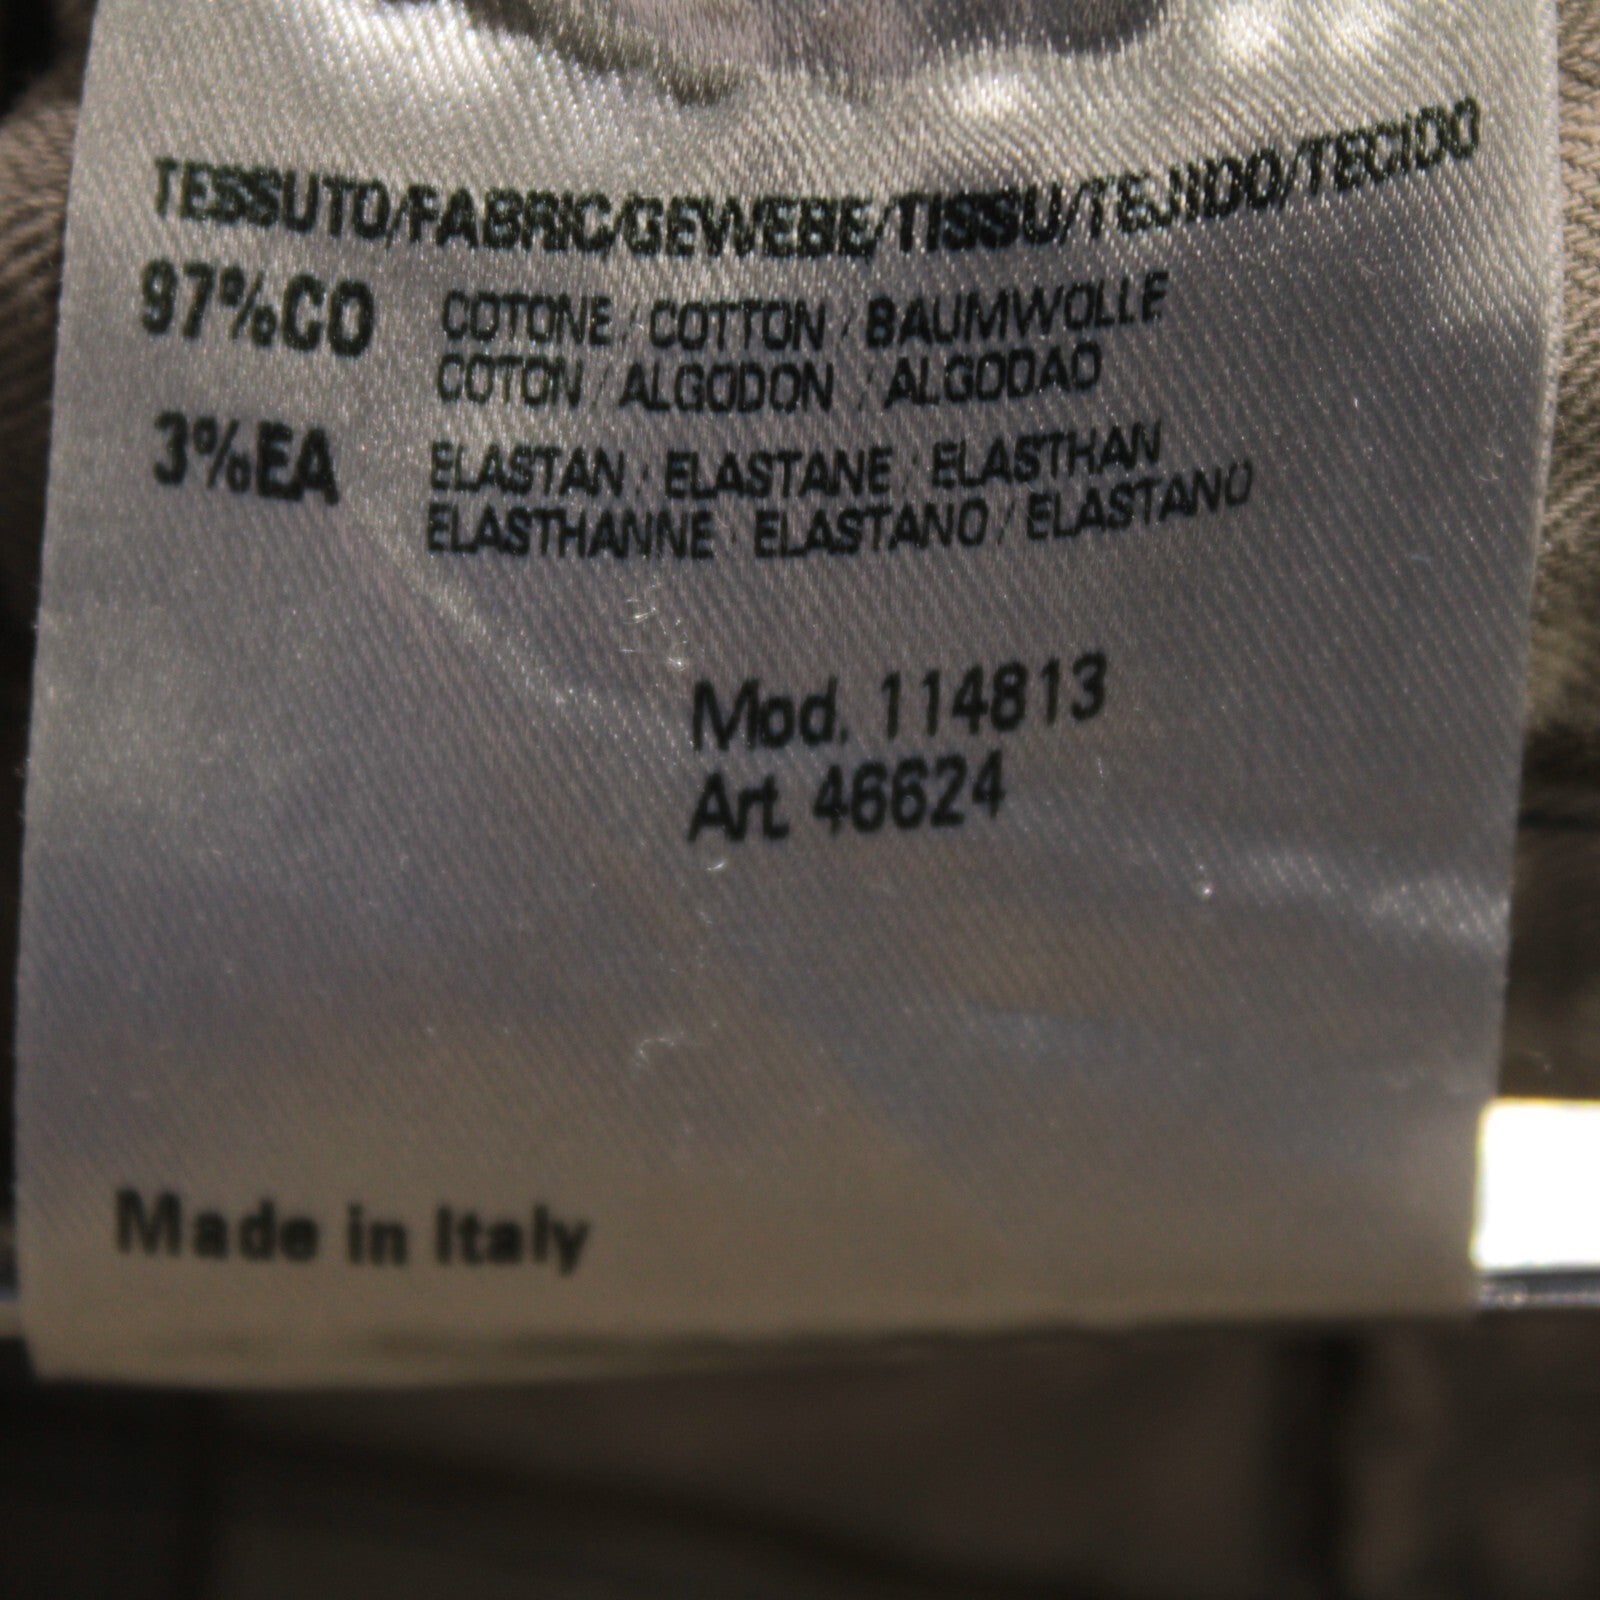 TESSUTO/FABRIC/GEWEBE/TISSU/TEJIDO/TECIDO
97%CO COTONE / COTTON / BAUMWOLLE
COTON / ALGODON / ALGODAO
3%EA ELASTAN / ELASTANE / ELASTHAN
ELASTHANNE / ELASTANO / ELASTANO
Mod. 114813
Art. 46624
Made in Italy